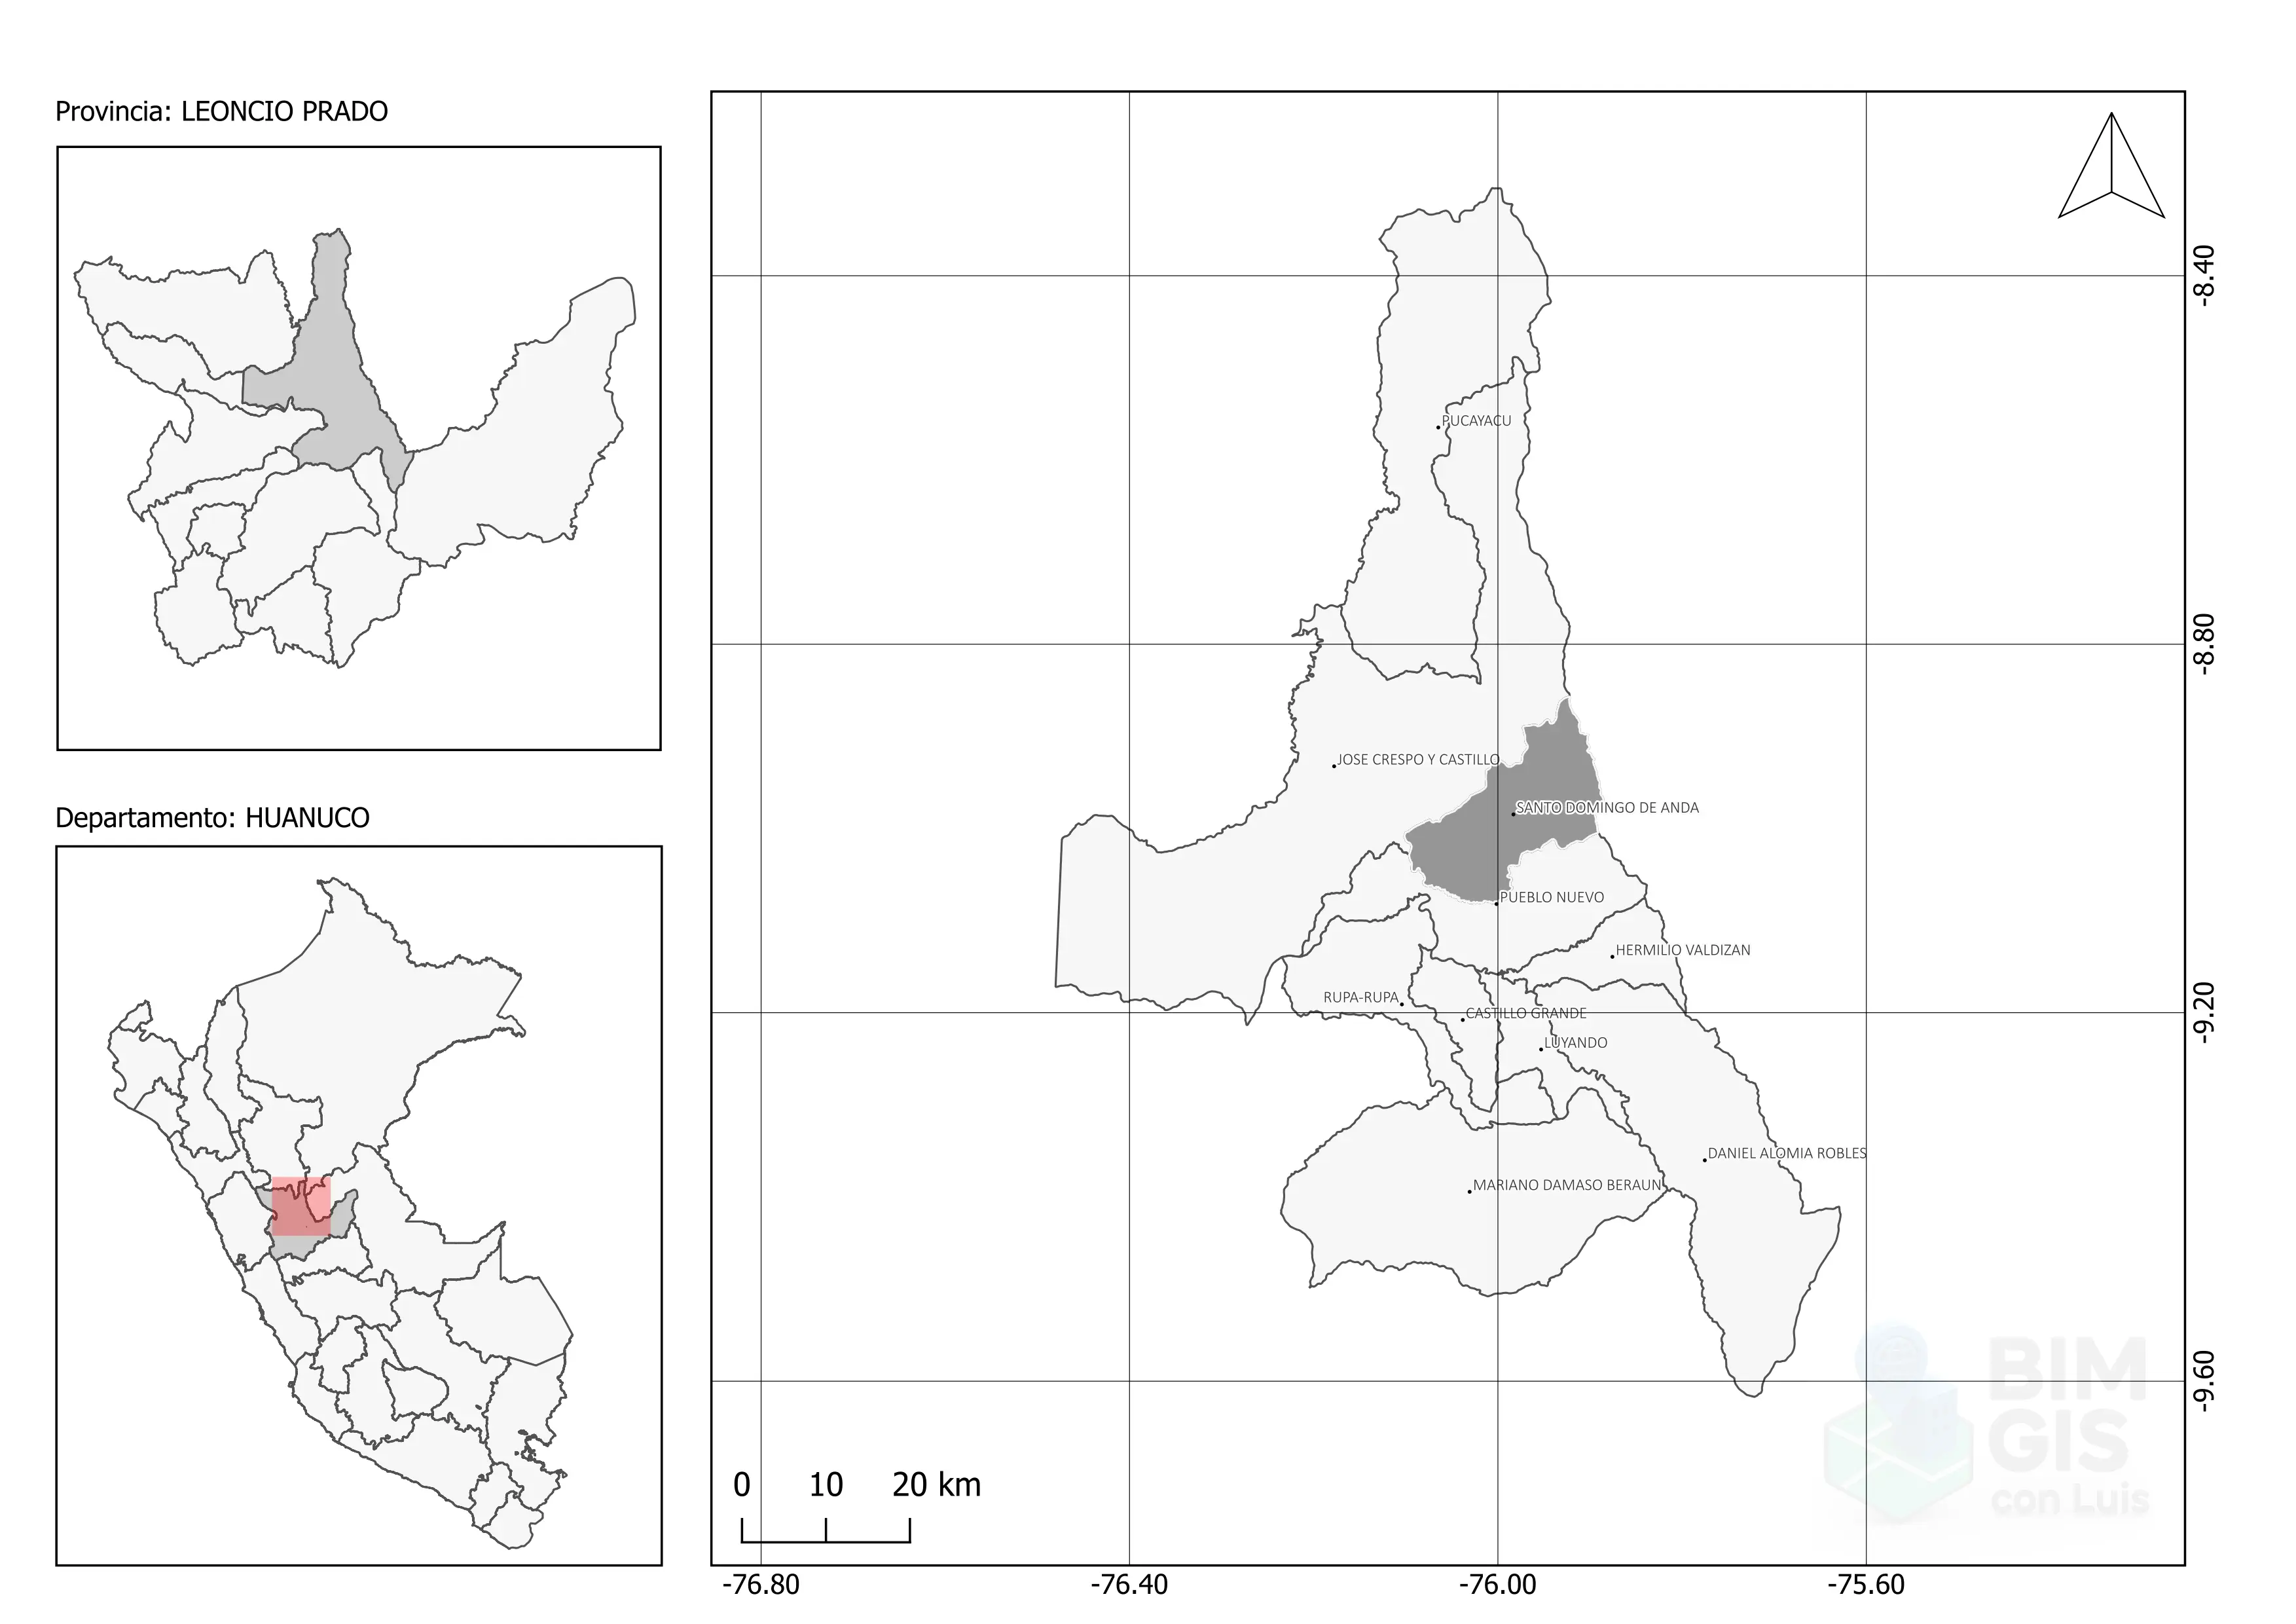 Provincia: LEONCIO PRADO
Departamento: HUANUCO
PUCAYACU
JOSE CRESPO Y CASTILLO
SANTO DOMINGO DE ANDA
PUEBLO NUEVO
HERMILIO VALDIZAN
RUPA-RUPA
CASTILLO GRANDE
LUYANDO
DANIEL ALOMIA ROBLES
MARIANO DAMASO BERAUN
-8.40
-8.80
-9.20
-9.60
0 10 20 km
-76.80 -76.40 -76.00 -75.60
BIM
GIS
con Luis